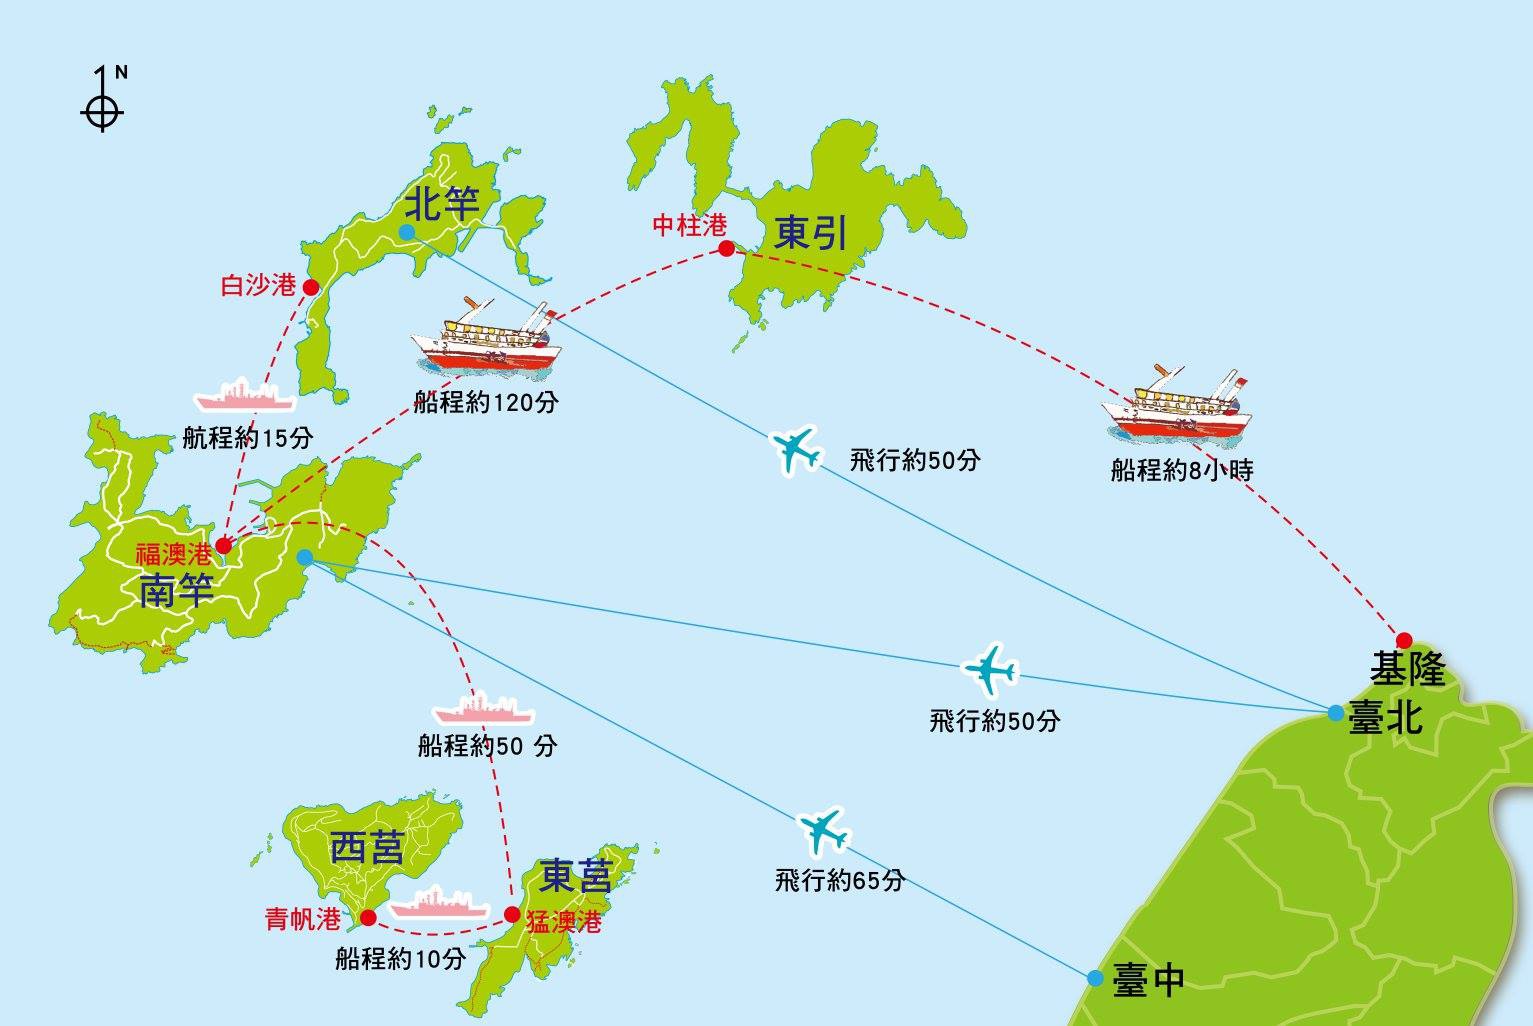 N
北竿
中柱港
東引
白沙港
船程約120分
航程約15分
飛行約50分
船程約8小時
福澳港
南竿
基隆
臺北
飛行約50分
船程約50 分
西莒
東莒
飛行約65分
青帆港
猛澳港
船程約10分
臺中